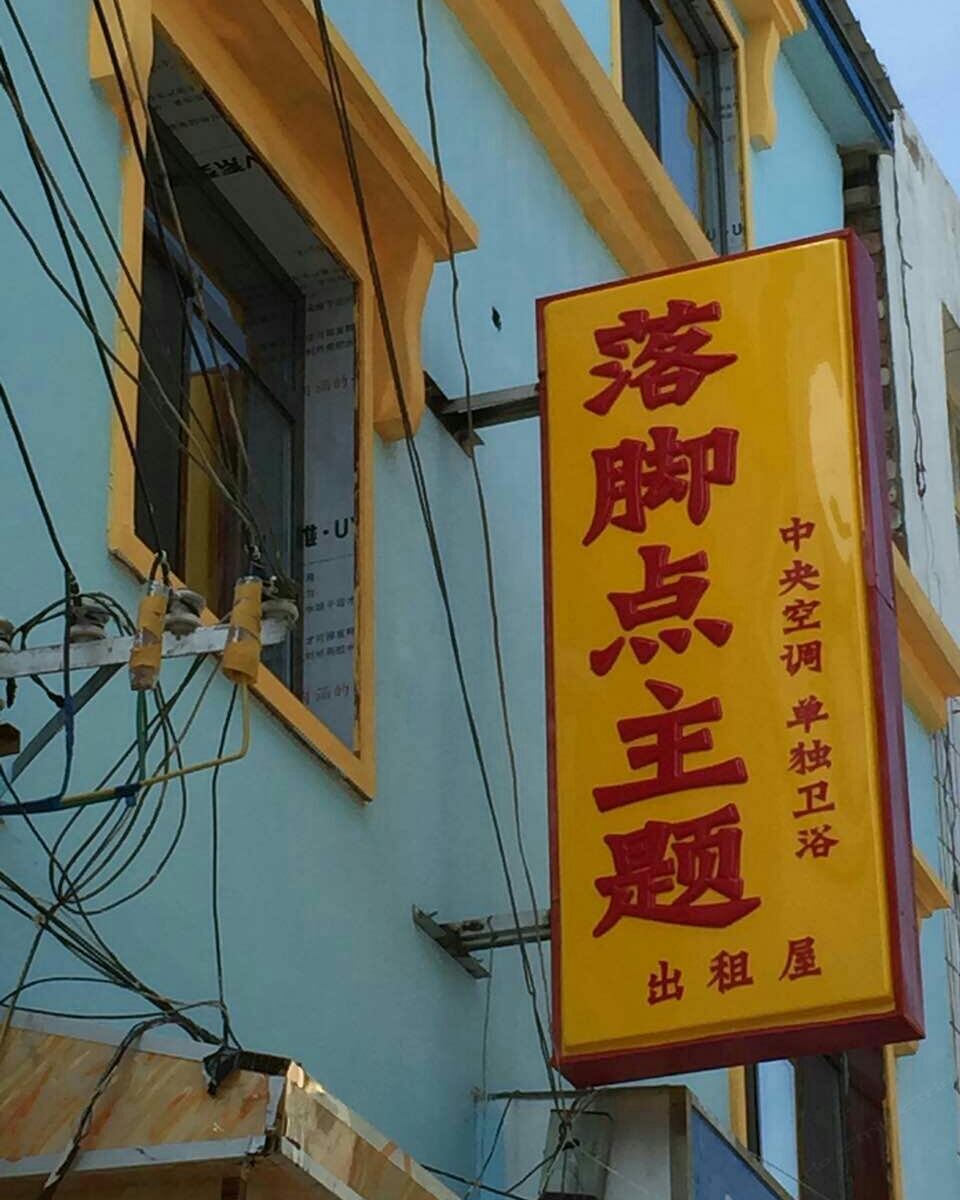 落脚点主题
中央空调 单独卫浴
出租屋